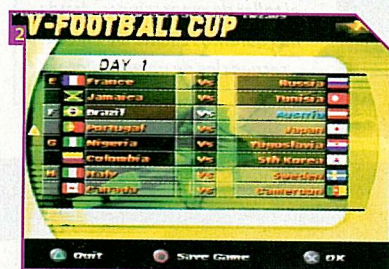 2
V-FOOTBALL CUP
DAY 1
E France VS Russia
Jamaica VS Tunisia
F Brazil VS Austria
Portugal VS Japan
G Nigeria VS Yugoslavia
Colombia VS Sth Korea
H Italy VS Sweden
Canada VS Cameroon
Quit Save Game OK